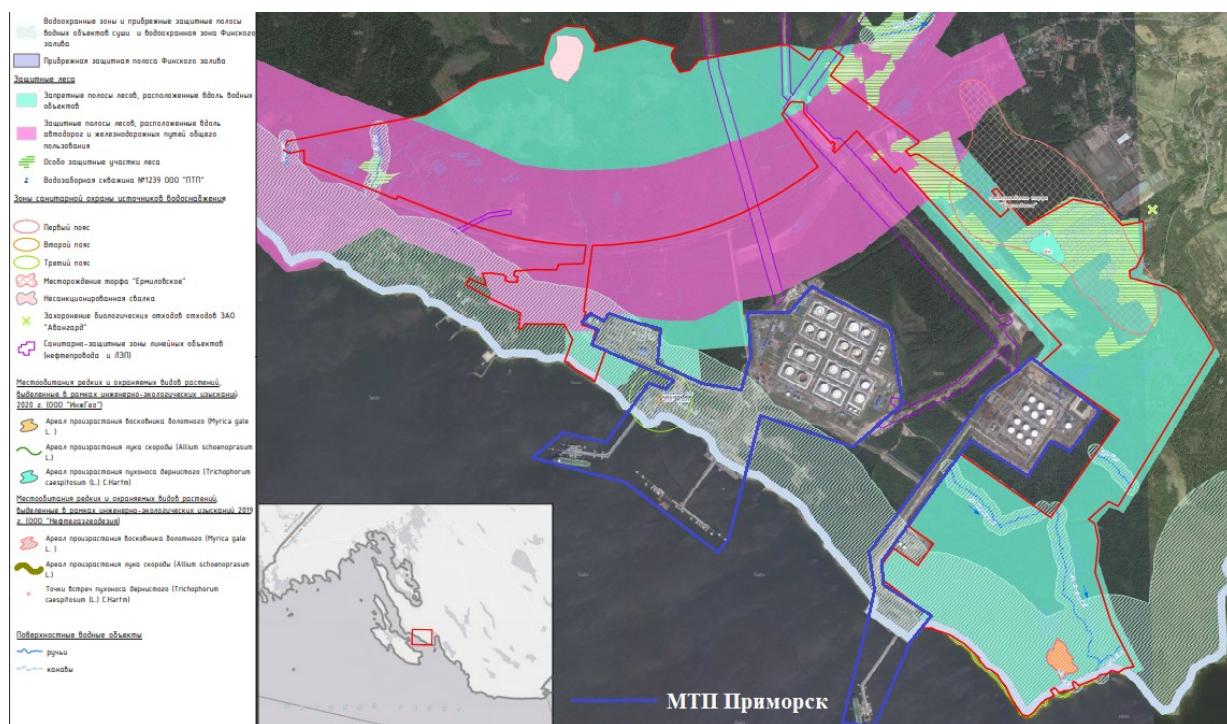 Водоохранные зоны и прибрежные защитные полосы
водных объектов суши и водоохранная зона Финского
залива
Прибрежная защитная полоса Финского залива
Защитные леса
Запретные полосы лесов, расположенные вдоль водных
объектов
Защитные полосы лесов, расположенные вдоль
автодорог и железнодорожных путей общего
пользования
Особо защитные участки леса
Водозаборная скважина №1239 ООО "ПТП"
Зоны санитарной охраны источников водоснабжения
Первый пояс
Второй пояс
Третий пояс
Месторождение торфа "Ермиловское"
Несанкционированная свалка
Захоронение биологических отходов отходов ЗАО
"Авангард"
Санитарно-защитные зоны линейных объектов
(нефтепровода и ЛЭП)
Местообитания редких и охраняемых видов растений,
выделенные в рамках инженерно-экологических изысканий
2020 г. (ООО "ИнжГео")
Ареал произрастания восковника болотного (Myrica gale
L. )
Ареал произрастания лука скороды (Allium schoenoprasum
L.)
Ареал произрастания пухоноса дернистого (Trichophorum
caespitosum (L.) C.Hartm)
Местообитания редких и охраняемых видов растений,
выделенные в рамках инженерно-экологических изысканий 2019
г. (ООО "Нефтегазгеодезия)
Ареал произрастания восковника болотного (Myrica gale
L. )
Ареал произрастания лука скороды (Allium schoenoprasum
L.)
Точки встреч пухоноса дернистого (Trichophorum
caespitosum (L.) C.Hartm)
Поверхностные водные объекты
ручьи
канавы
МТП Приморск